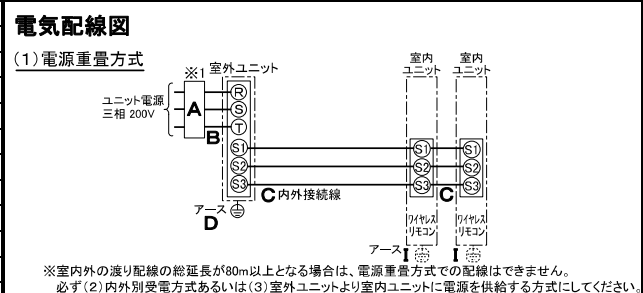 電気配線図
(1)電源重畳方式
※1
室外ユニット
室内
ユニット
室内
ユニット
ユニット電源
三相 200V
A
B
R
S
T
S1
S2
S3
S1
S2
S3
S1
S2
S3
C 内外接続線
C
アース
D
ワイヤレス
リモコン
ワイヤレス
リモコン
アース I
I
※室内外の渡り配線の総延長が80m以上となる場合は、電源重畳方式での配線はできません。
必ず(2)内外別受電方式あるいは(3)室外ユニットより室内ユニットに電源を供給する方式にしてください。